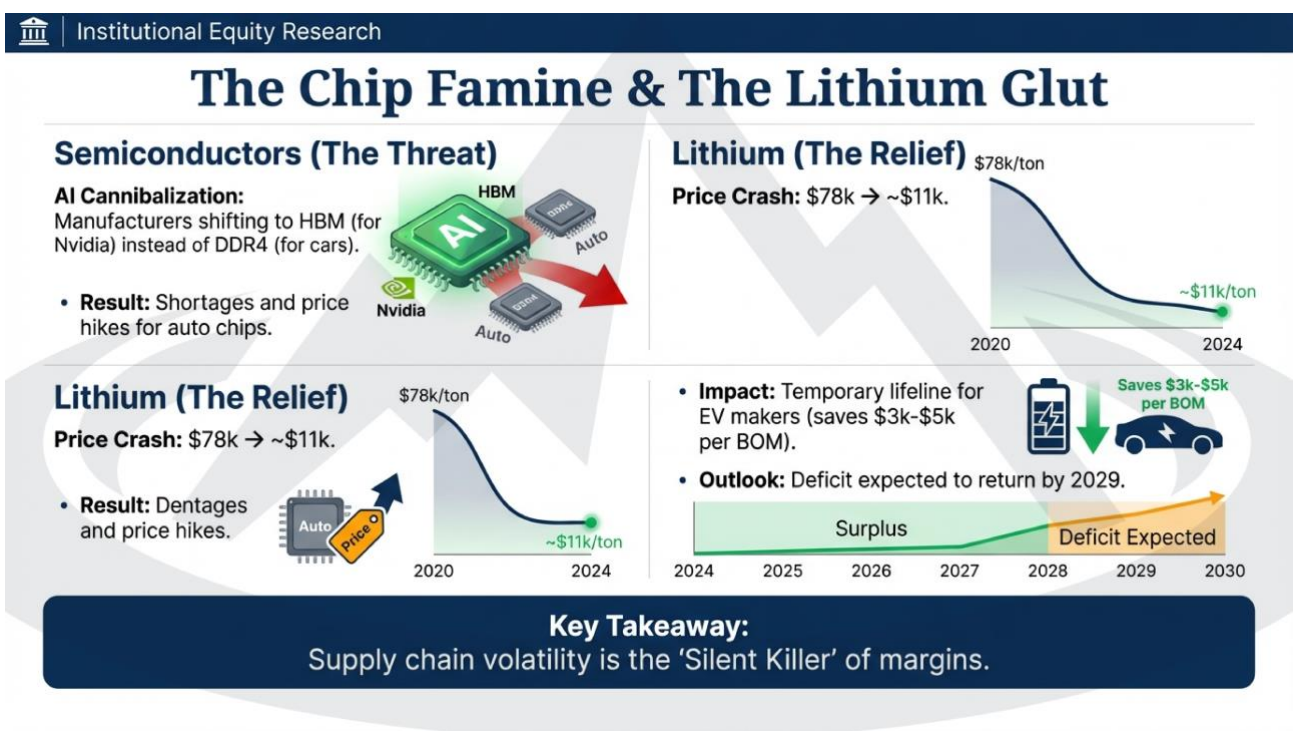 Institutional Equity Research
The Chip Famine & The Lithium Glut
Semiconductors (The Threat)
AI Cannibalization:
Manufacturers shifting to HBM (for
Nvidia) instead of DDR4 (for cars).
• Result: Shortages and price
hikes for auto chips.
HBM
AI
Auto
Nvidia
Auto
Lithium (The Relief)
Price Crash: $78k → ~$11k.
$78k/ton
~$11k/ton
2020
2024
Lithium (The Relief)
Price Crash: $78k → ~$11k.
• Result: Dentages
and price hikes.
Auto
Price
$78k/ton
~$11k/ton
2020
2024
• Impact: Temporary lifeline for
EV makers (saves $3k-$5k
per BOM).
Saves $3k-$5k
per BOM
• Outlook: Deficit expected to return by 2029.
Surplus
Deficit Expected
2024
2025
2026
2027
2028
2029
2030
Key Takeaway:
Supply chain volatility is the ‘Silent Killer’ of margins.